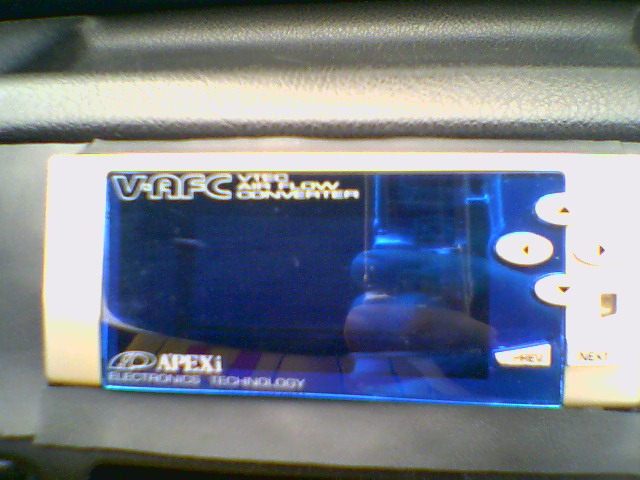 V-AFC
VTEC
AIR FLOW
CONVERTER
PREV
NEXT
APEXi
ELECTRONICS TECHNOLOGY